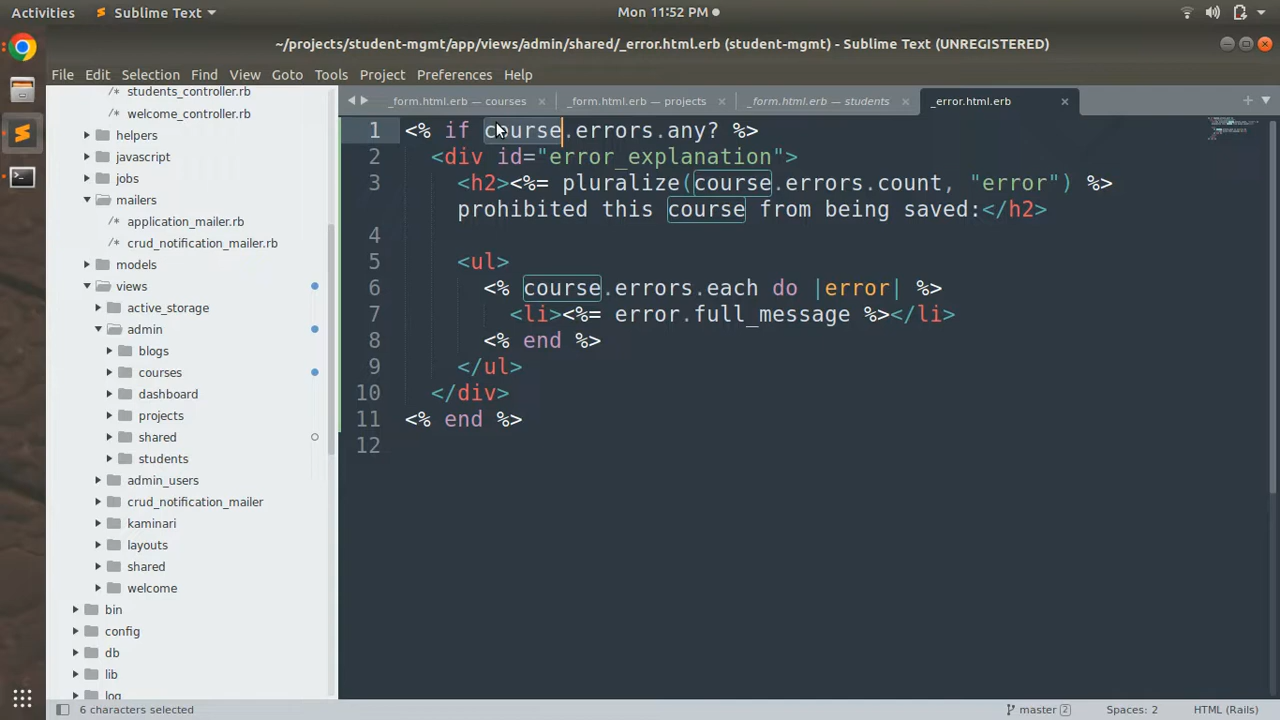 Activities Sublime Text Mon 11:52 PM
~/projects/student-mgmt/app/views/admin/shared/_error.html.erb (student-mgmt) - Sublime Text (UNREGISTERED)
File Edit Selection Find View Goto Tools Project Preferences Help
students_controller.rb
welcome_controller.rb
helpers
javascript
jobs
mailers
application_mailer.rb
crud_notification_mailer.rb
models
views
active_storage
admin
blogs
courses
dashboard
projects
shared
students
admin_users
crud_notification_mailer
kaminari
layouts
shared
welcome
bin
config
db
lib
log
_form.html.erb — courses _form.html.erb — projects _form.html.erb — students _error.html.erb
1 <% if course.errors.any? %>
2 <div id="error_explanation">
3 <h2><%= pluralize(course.errors.count, "error") %>
prohibited this course from being saved:</h2>
4
5 <ul>
6 <% course.errors.each do |error| %>
7 <li><%= error.full_message %></li>
8 <% end %>
9 </ul>
10 </div>
11 <% end %>
12
6 characters selected master 2 Spaces: 2 HTML (Rails)